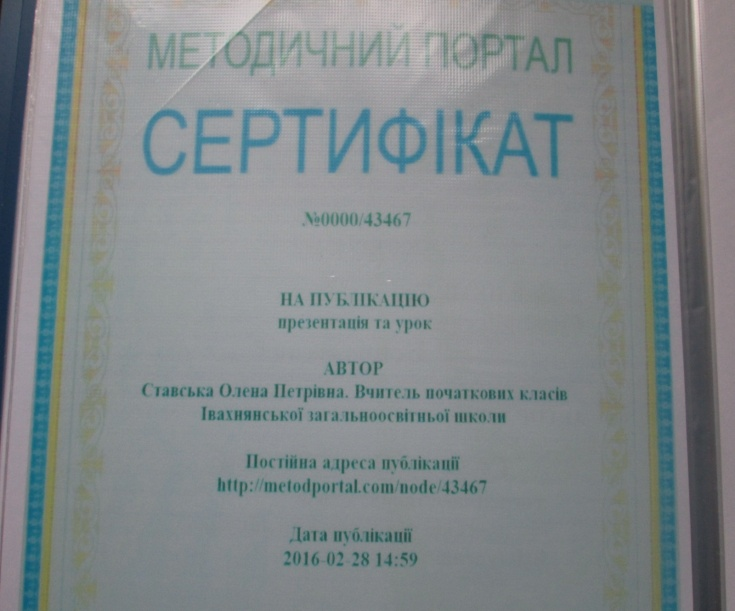 МЕТОДИЧНИЙ ПОРТАЛ
СЕРТИФІКАТ
№0000/43467
НА ПУБЛІКАЦІЮ
презентація та урок
АВТОР
Ставська Олена Петрівна. Вчитель початкових класів
Івахнянської загальноосвітньої школи
Постійна адреса публікації
http://metodportal.com/node/43467
Дата публікації
2016-02-28 14:59